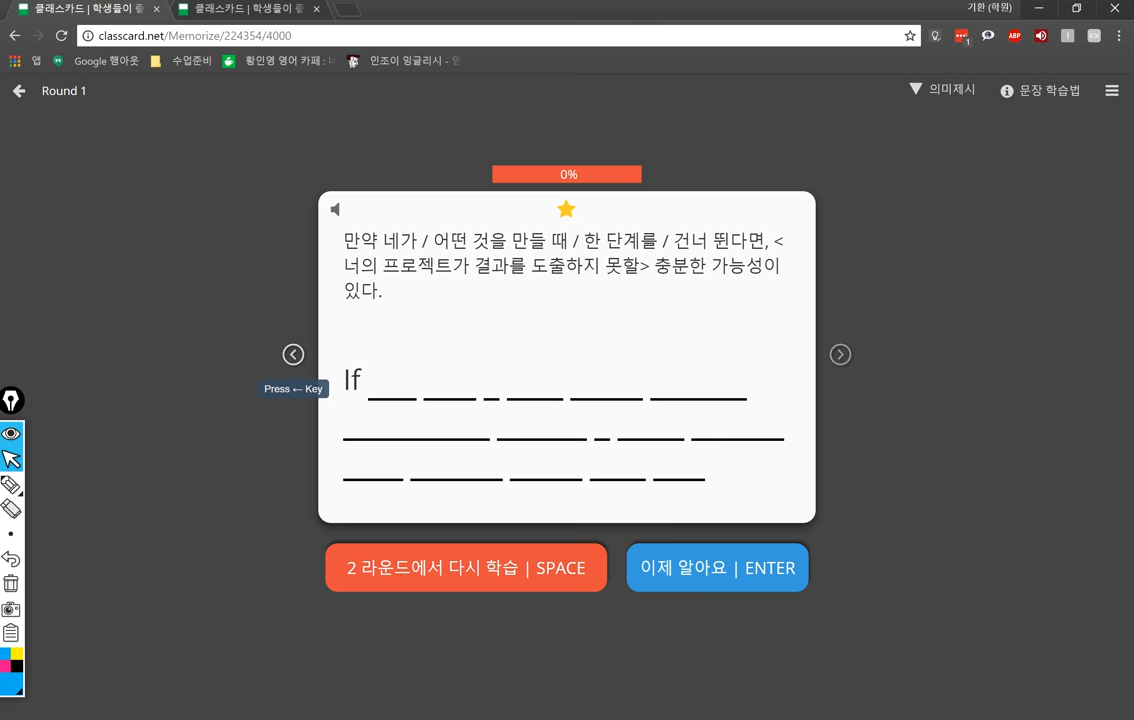 클래스카드 | 학생들이 좋
클래스카드 | 학생들이 좋
기환 (학원)
classcard.net/Memorize/224354/4000
1
ABP
앱
Google 행아웃
수업준비
황인영 영어 카페 : 네
인조이 잉글리시 - 영
Round 1
의미제시
문장 학습법
0%
만약 네가 / 어떤 것을 만들 때 / 한 단계를 / 건너 뛴다면, <
너의 프로젝트가 결과를 도출하지 못할> 충분한 가능성이
있다.
If
Press ← Key
2 라운드에서 다시 학습 | SPACE
이제 알아요 | ENTER